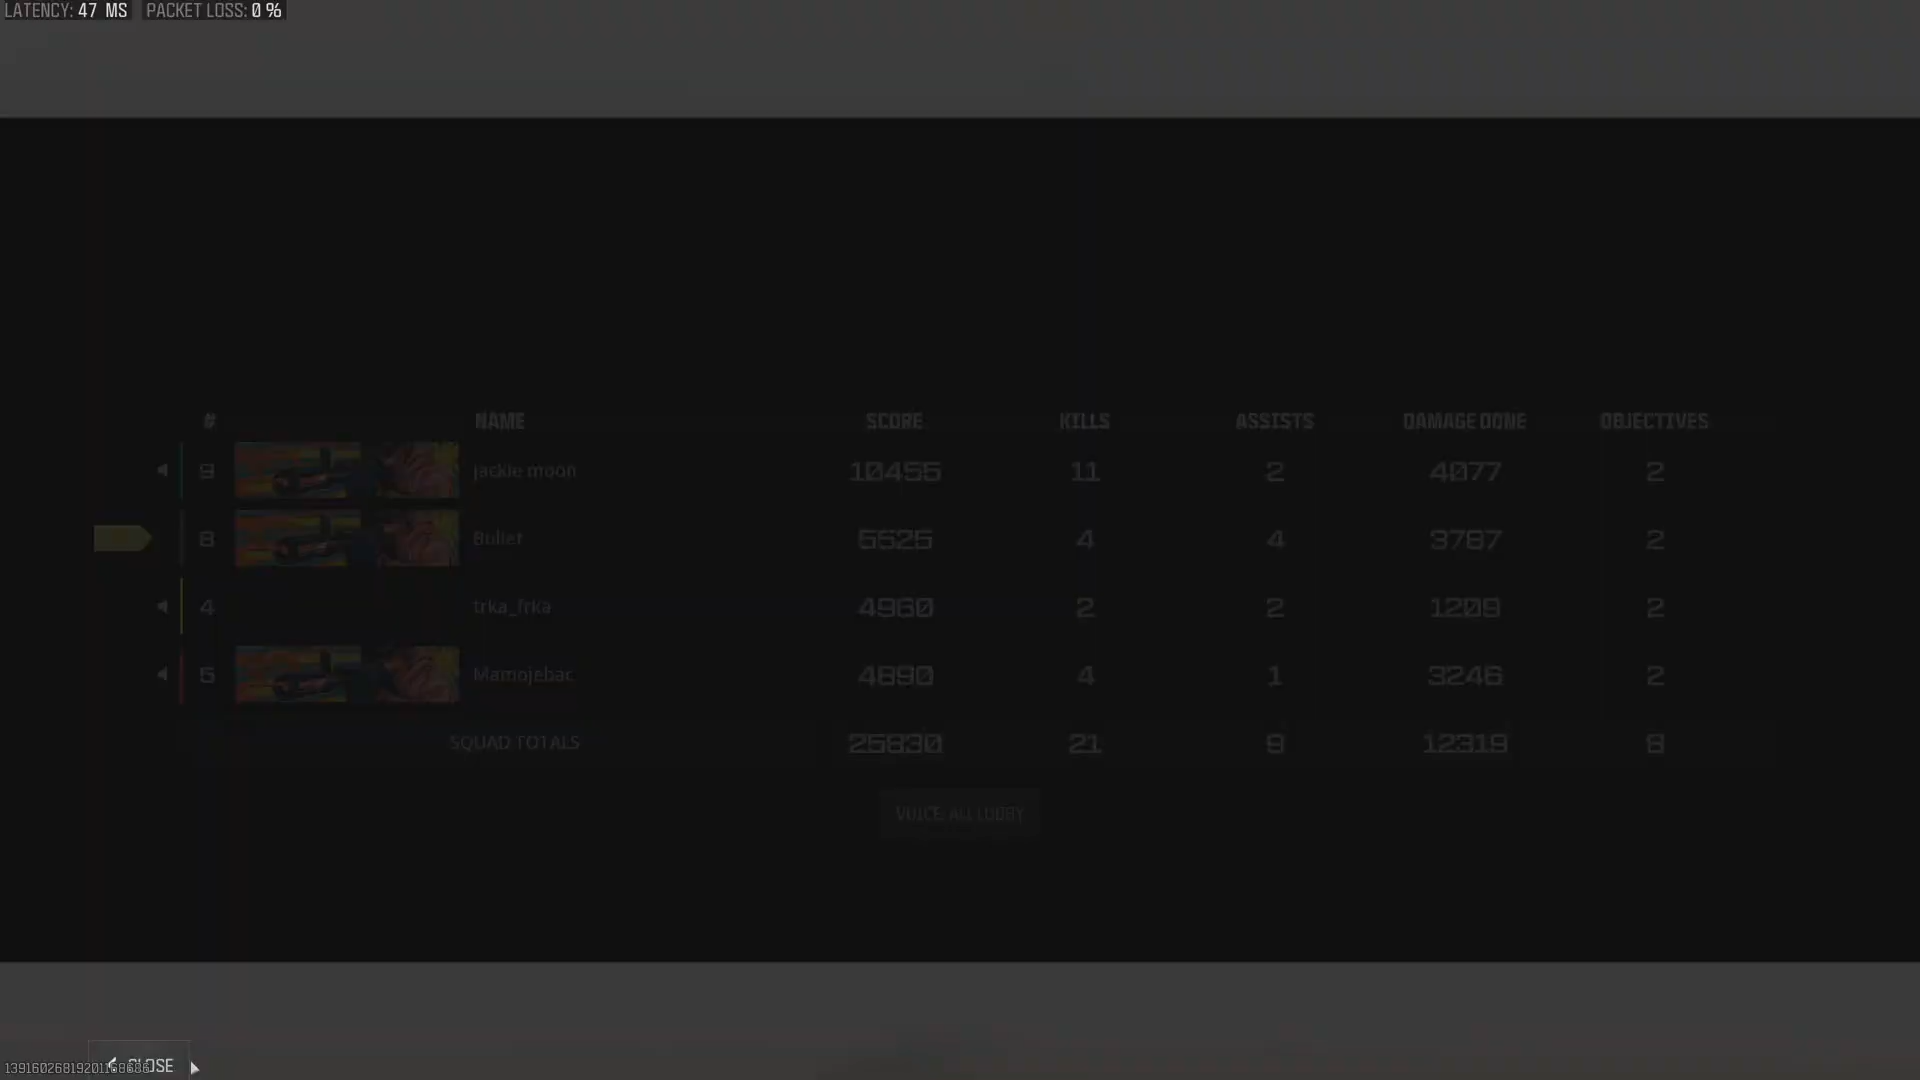 LATENCY: 47 MS PACKET LOSS: 0 %
# NAME SCORE KILLS ASSISTS DAMAGE DONE OBJECTIVES
9 jackie moon 10455 11 2 4077 2
8 Bullet 5525 4 4 3787 2
4 trka_frka 4960 2 2 1209 2
5 Mamojebac 4890 4 1 3246 2
SQUAD TOTALS 25830 21 9 12319 8
VOICE: ALL LOBBY
CLOSE